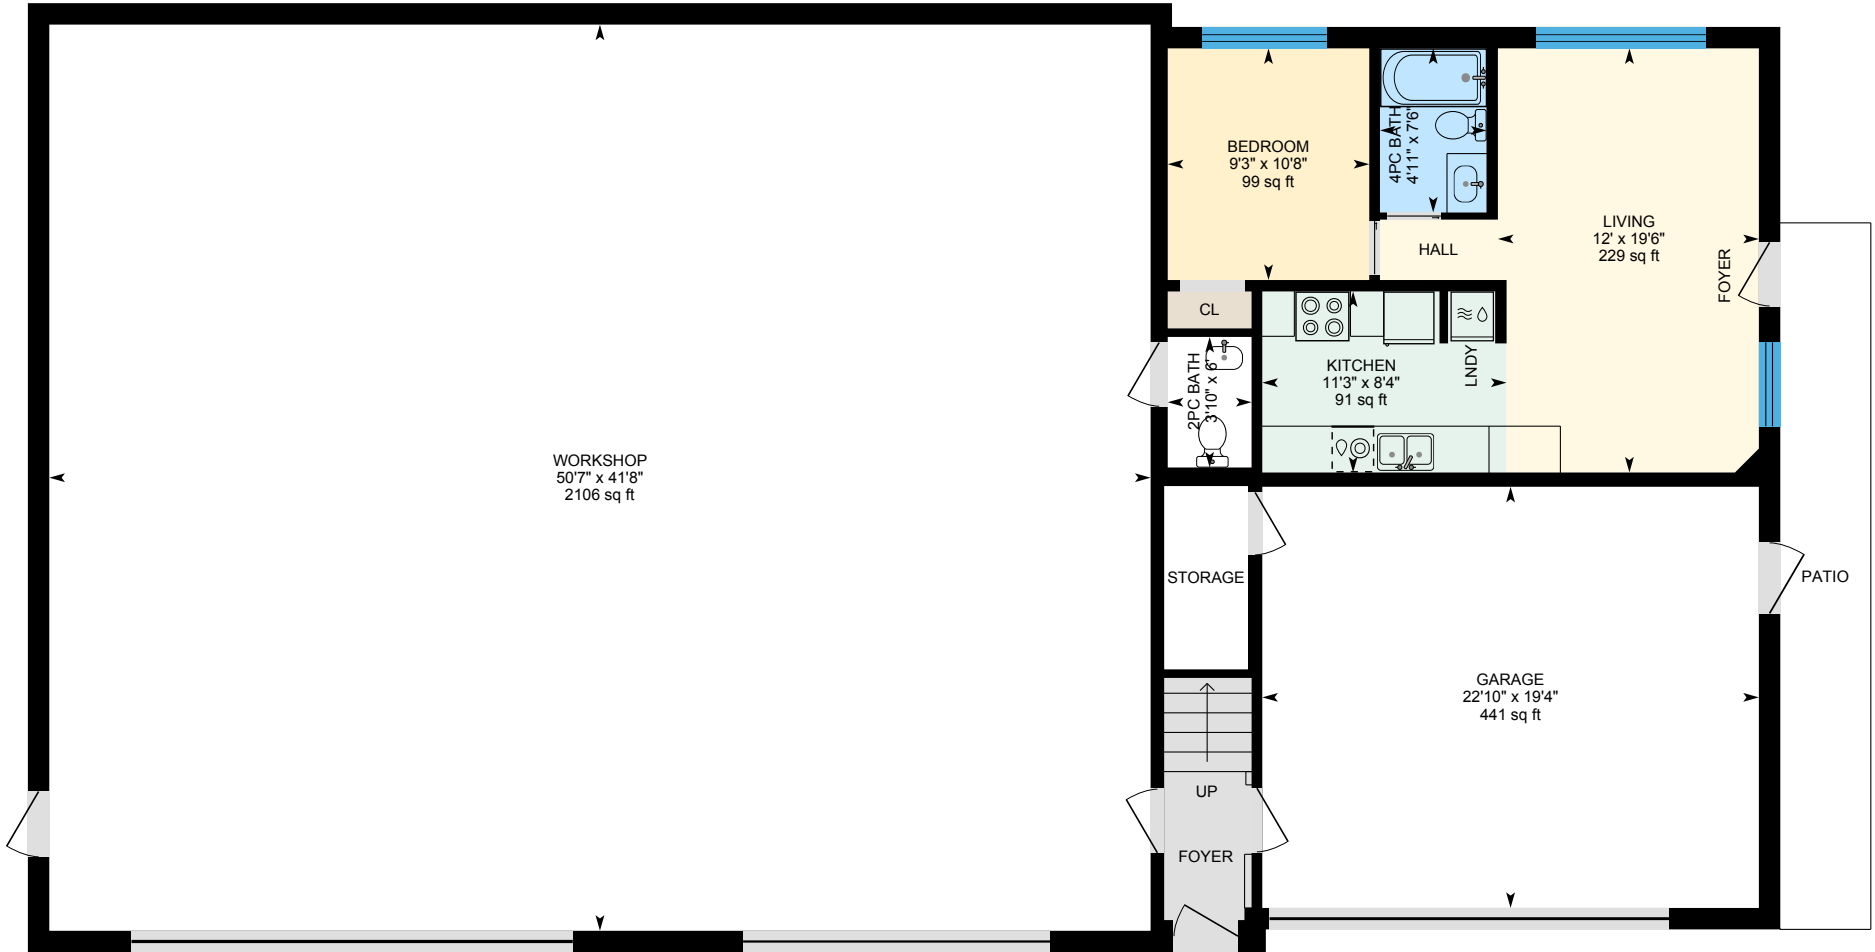 BEDROOM
9'3" x 10'8"
99 sq ft
4PC BATH
4'11" x 7'6"
HALL
LIVING
12' x 19'6"
229 sq ft
FOYER
CL
2PC BATH
3'10" x 6'
KITCHEN
11'3" x 8'4"
91 sq ft
LNDY
WORKSHOP
50'7" x 41'8"
2106 sq ft
STORAGE
PATIO
GARAGE
22'10" x 19'4"
441 sq ft
UP
FOYER